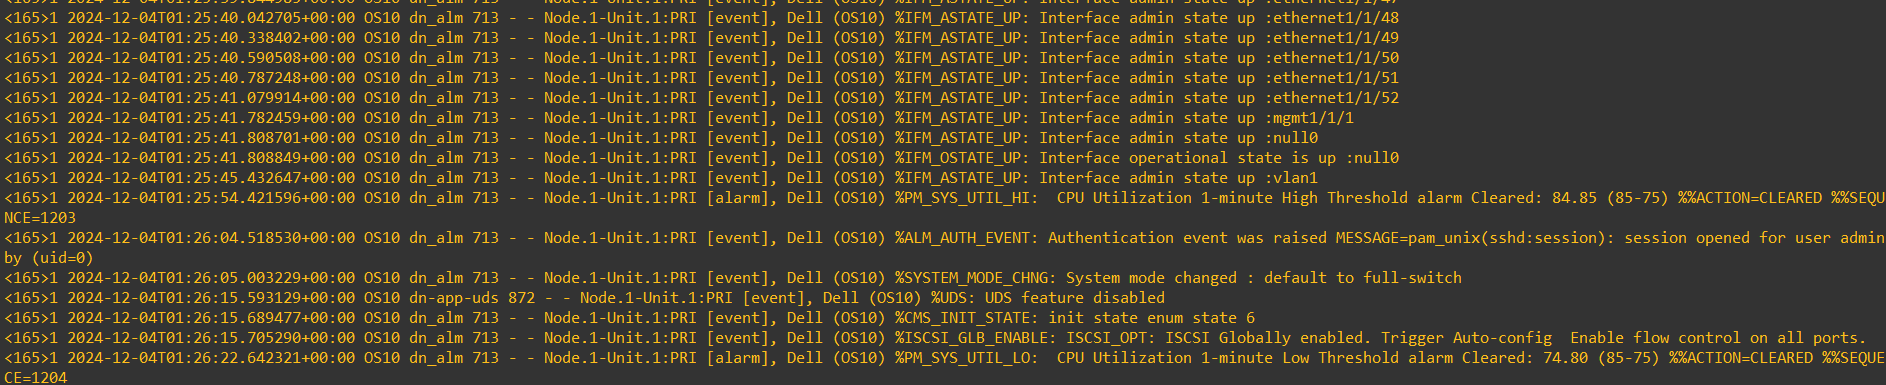 <165>1 2024-12-04T01:25:40.042705+00:00 OS10 dn_alm 713 - - Node.1-Unit.1:PRI [event], Dell (OS10) %IFM_ASTATE_UP: Interface admin state up :ethernet1/1/48
<165>1 2024-12-04T01:25:40.338402+00:00 OS10 dn_alm 713 - - Node.1-Unit.1:PRI [event], Dell (OS10) %IFM_ASTATE_UP: Interface admin state up :ethernet1/1/49
<165>1 2024-12-04T01:25:40.590508+00:00 OS10 dn_alm 713 - - Node.1-Unit.1:PRI [event], Dell (OS10) %IFM_ASTATE_UP: Interface admin state up :ethernet1/1/50
<165>1 2024-12-04T01:25:40.787248+00:00 OS10 dn_alm 713 - - Node.1-Unit.1:PRI [event], Dell (OS10) %IFM_ASTATE_UP: Interface admin state up :ethernet1/1/51
<165>1 2024-12-04T01:25:41.079914+00:00 OS10 dn_alm 713 - - Node.1-Unit.1:PRI [event], Dell (OS10) %IFM_ASTATE_UP: Interface admin state up :ethernet1/1/52
<165>1 2024-12-04T01:25:41.782459+00:00 OS10 dn_alm 713 - - Node.1-Unit.1:PRI [event], Dell (OS10) %IFM_ASTATE_UP: Interface admin state up :mgmt1/1/1
<165>1 2024-12-04T01:25:41.808701+00:00 OS10 dn_alm 713 - - Node.1-Unit.1:PRI [event], Dell (OS10) %IFM_ASTATE_UP: Interface admin state up :null0
<165>1 2024-12-04T01:25:41.808849+00:00 OS10 dn_alm 713 - - Node.1-Unit.1:PRI [event], Dell (OS10) %IFM_OSTATE_UP: Interface operational state is up :null0
<165>1 2024-12-04T01:25:45.432647+00:00 OS10 dn_alm 713 - - Node.1-Unit.1:PRI [event], Dell (OS10) %IFM_ASTATE_UP: Interface admin state up :vlan1
<165>1 2024-12-04T01:25:54.421596+00:00 OS10 dn_alm 713 - - Node.1-Unit.1:PRI [alarm], Dell (OS10) %PM_SYS_UTIL_HI:  CPU Utilization 1-minute High Threshold alarm Cleared: 84.85 (85-75) %%ACTION=CLEARED %%SEQU
NCE=1203
<165>1 2024-12-04T01:26:04.518530+00:00 OS10 dn_alm 713 - - Node.1-Unit.1:PRI [event], Dell (OS10) %ALM_AUTH_EVENT: Authentication event was raised MESSAGE=pam_unix(sshd:session): session opened for user admin
by (uid=0)
<165>1 2024-12-04T01:26:05.003229+00:00 OS10 dn_alm 713 - - Node.1-Unit.1:PRI [event], Dell (OS10) %SYSTEM_MODE_CHNG: System mode changed : default to full-switch
<165>1 2024-12-04T01:26:15.593129+00:00 OS10 dn-app-uds 872 - - Node.1-Unit.1:PRI [event], Dell (OS10) %UDS: UDS feature disabled
<165>1 2024-12-04T01:26:15.689477+00:00 OS10 dn_alm 713 - - Node.1-Unit.1:PRI [event], Dell (OS10) %CMS_INIT_STATE: init state enum state 6
<165>1 2024-12-04T01:26:15.705290+00:00 OS10 dn_alm 713 - - Node.1-Unit.1:PRI [event], Dell (OS10) %ISCSI_GLB_ENABLE: ISCSI_OPT: ISCSI Globally enabled. Trigger Auto-config  Enable flow control on all ports.
<165>1 2024-12-04T01:26:22.642321+00:00 OS10 dn_alm 713 - - Node.1-Unit.1:PRI [alarm], Dell (OS10) %PM_SYS_UTIL_LO:  CPU Utilization 1-minute Low Threshold alarm Cleared: 74.80 (85-75) %%ACTION=CLEARED %%SEQUE
CE=1204